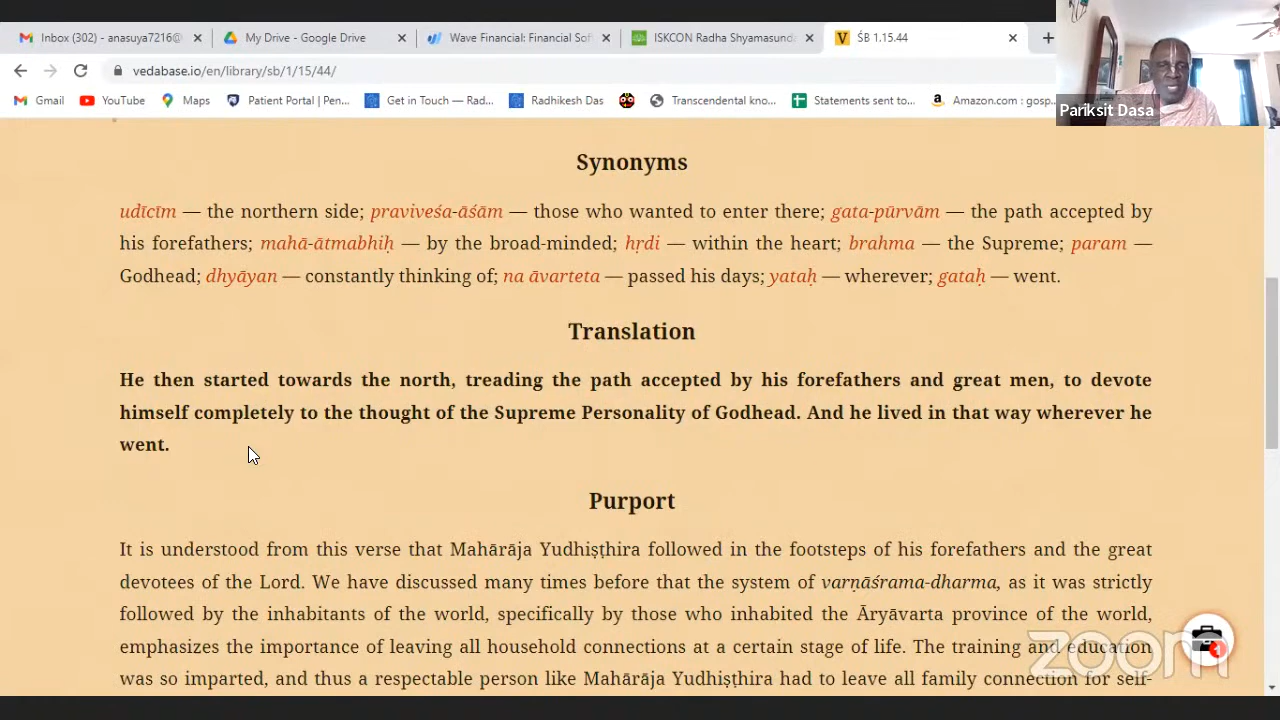 Inbox (302) - anasuya7216@
My Drive - Google Drive
Wave Financial: Financial Sof
ISKCON Radha Shyamasund
ŚB 1.15.44
vedabase.io/en/library/sb/1/15/44/
Gmail
YouTube
Maps
Patient Portal | Pen...
Get in Touch — Rad...
Radhikesh Das
Transcendental kno...
Statements sent to...
Amazon.com : gosp...
Pariksit Dasa
Synonyms
udīcīm — the northern side; praviveśa-āśām — those who wanted to enter there; gata-pūrvām — the path accepted by
his forefathers; mahā-ātmabhiḥ — by the broad-minded; hṛdi — within the heart; brahma — the Supreme; param —
Godhead; dhyāyan — constantly thinking of; na āvarteta — passed his days; yataḥ — wherever; gataḥ — went.
Translation
He then started towards the north, treading the path accepted by his forefathers and great men, to devote
himself completely to the thought of the Supreme Personality of Godhead. And he lived in that way wherever he
went.
Purport
It is understood from this verse that Mahārāja Yudhiṣṭhira followed in the footsteps of his forefathers and the great
devotees of the Lord. We have discussed many times before that the system of varṇāśrama-dharma, as it was strictly
followed by the inhabitants of the world, specifically by those who inhabited the Āryāvarta province of the world,
emphasizes the importance of leaving all household connections at a certain stage of life. The training and education
was so imparted, and thus a respectable person like Mahārāja Yudhiṣṭhira had to leave all family connection for self-
1
zoom